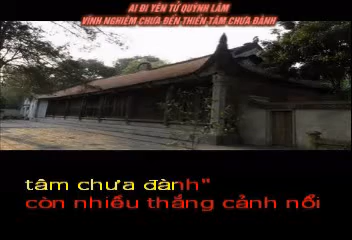 AI ĐI YÊN TỬ QUỲNH LÂM
VĨNH NGHIÊM CHƯA ĐẾN THIỀN TÂM CHƯA ĐÀNH
tâm chưa đành"
còn nhiều thắng cảnh nổi